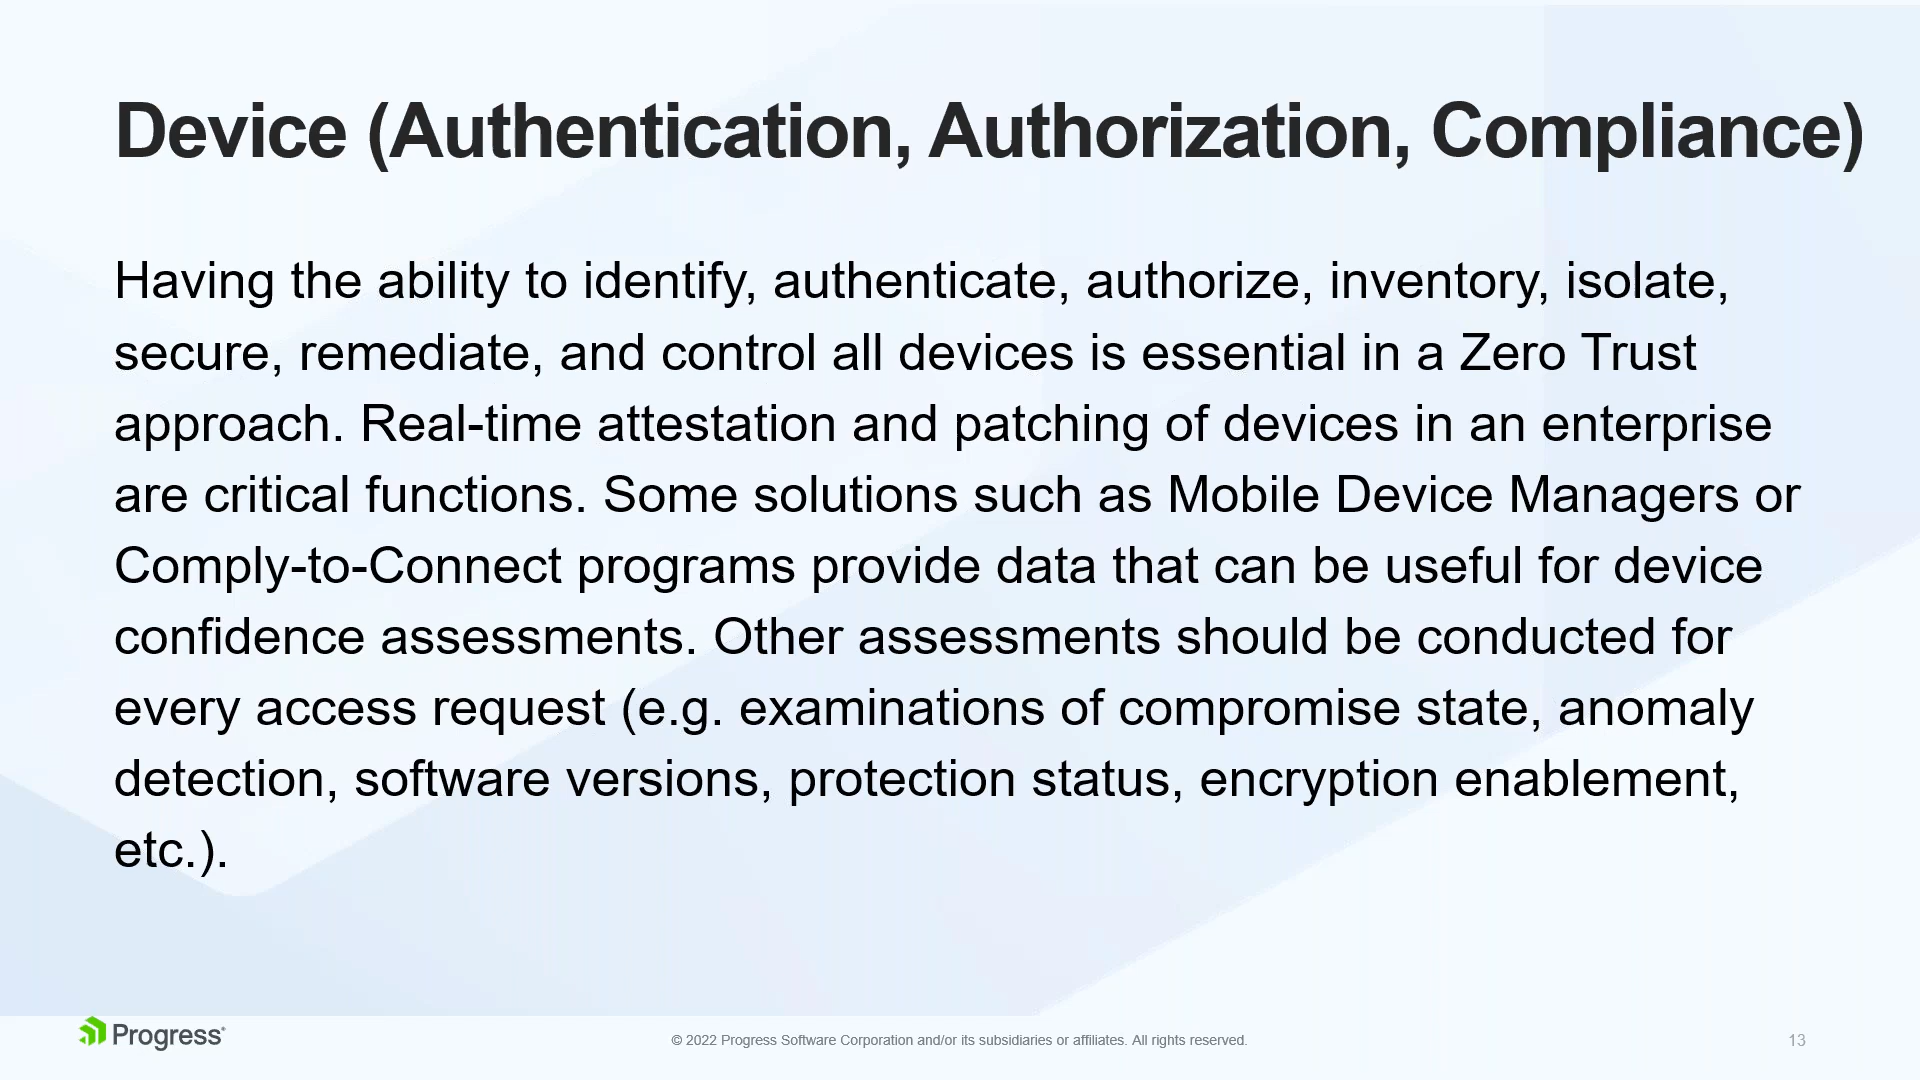 Device (Authentication, Authorization, Compliance)
Having the ability to identify, authenticate, authorize, inventory, isolate,
secure, remediate, and control all devices is essential in a Zero Trust
approach. Real-time attestation and patching of devices in an enterprise
are critical functions. Some solutions such as Mobile Device Managers or
Comply-to-Connect programs provide data that can be useful for device
confidence assessments. Other assessments should be conducted for
every access request (e.g. examinations of compromise state, anomaly
detection, software versions, protection status, encryption enablement,
etc.).
Progress®
© 2022 Progress Software Corporation and/or its subsidiaries or affiliates. All rights reserved.
13